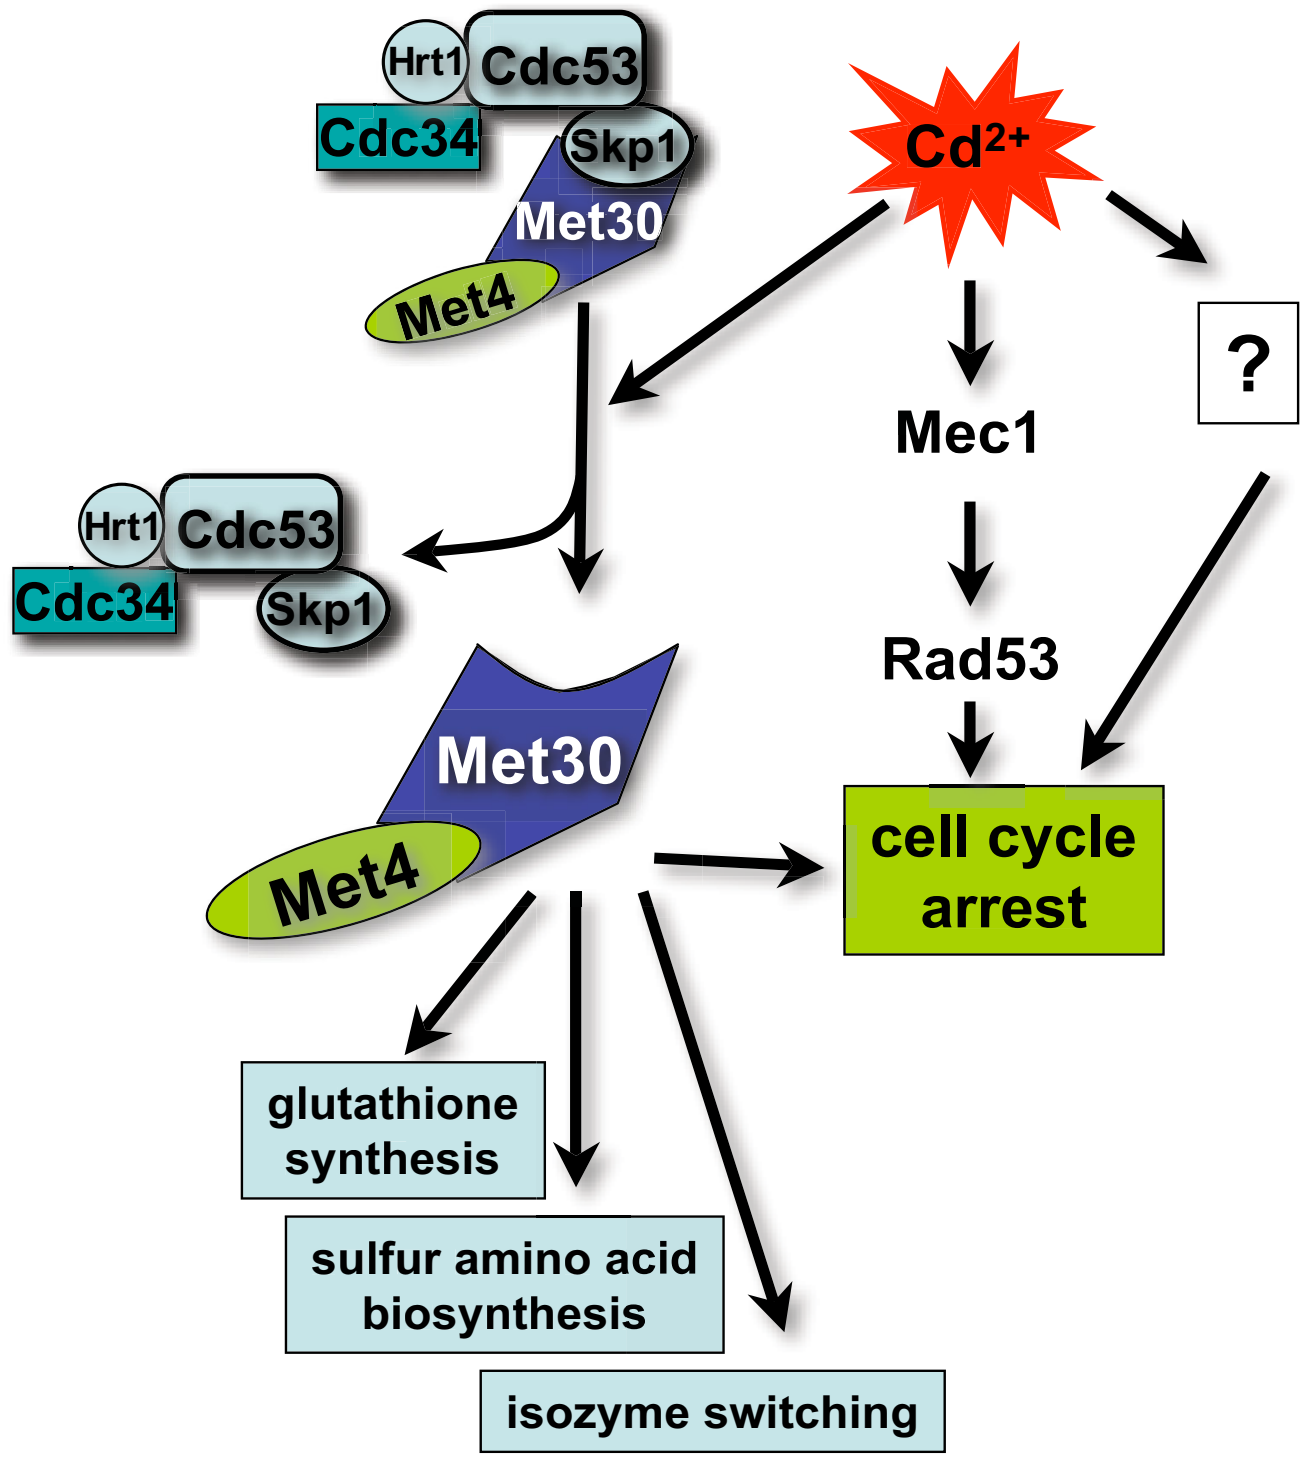 Hrt1
Cdc53
Cdc34
Skp1
Met30
Met4
Cd²⁺
?
Mec1
Hrt1
Cdc53
Cdc34
Skp1
Rad53
Met30
Met4
cell cycle
arrest
glutathione
synthesis
sulfur amino acid
biosynthesis
isozyme switching